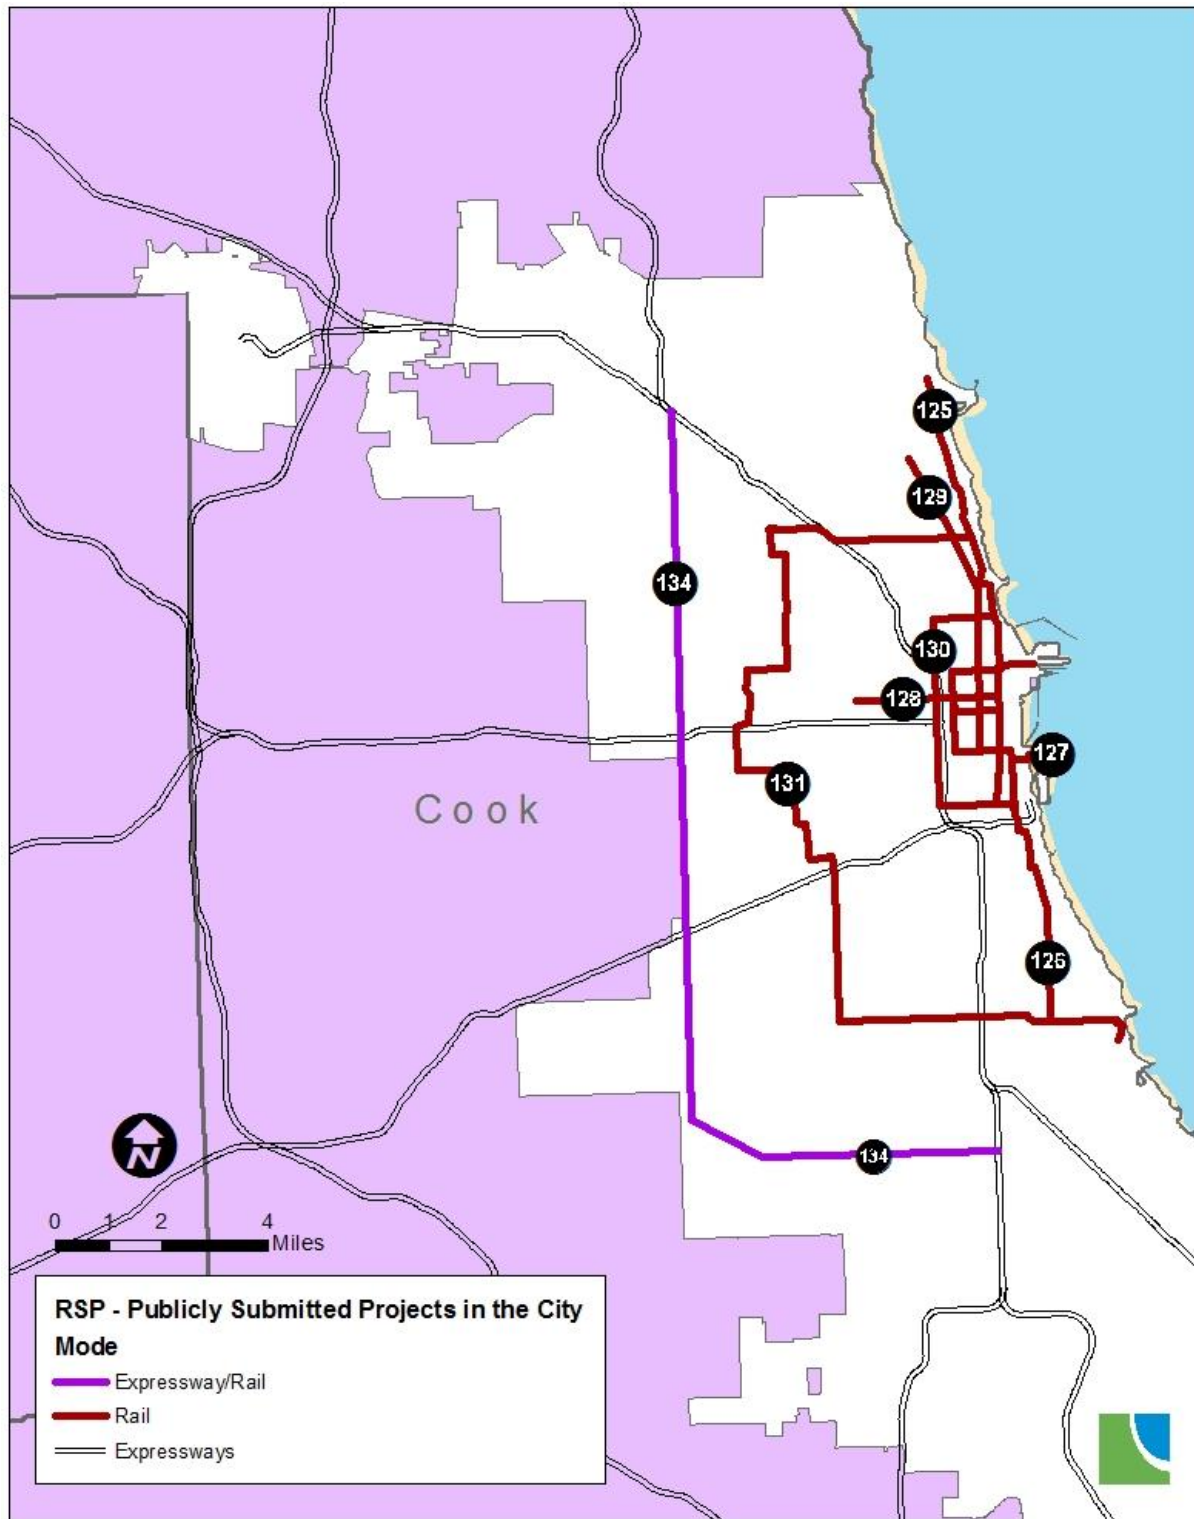 125
129
134
130
128
127
131
Cook
126
134
N
0 1 2 4
Miles
RSP - Publicly Submitted Projects in the City
Mode
Expressway/Rail
Rail
Expressways